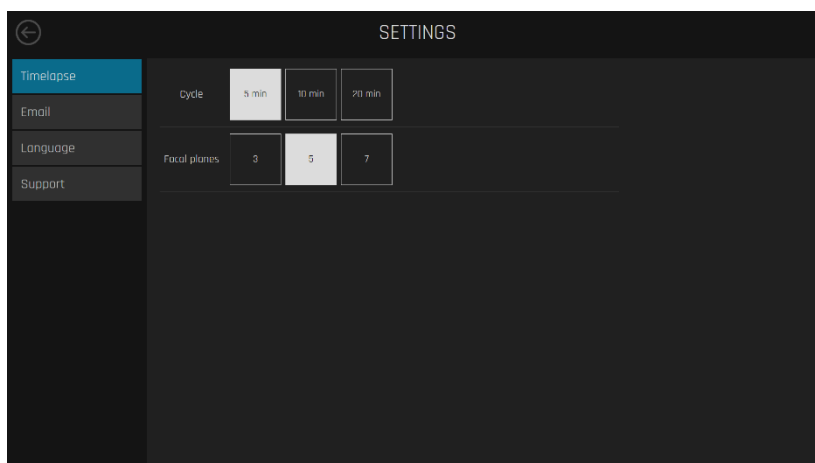 SETTINGS
Timelapse
Email
Language
Support
Cycle 5 min 10 min 20 min
Focal planes 3 5 7